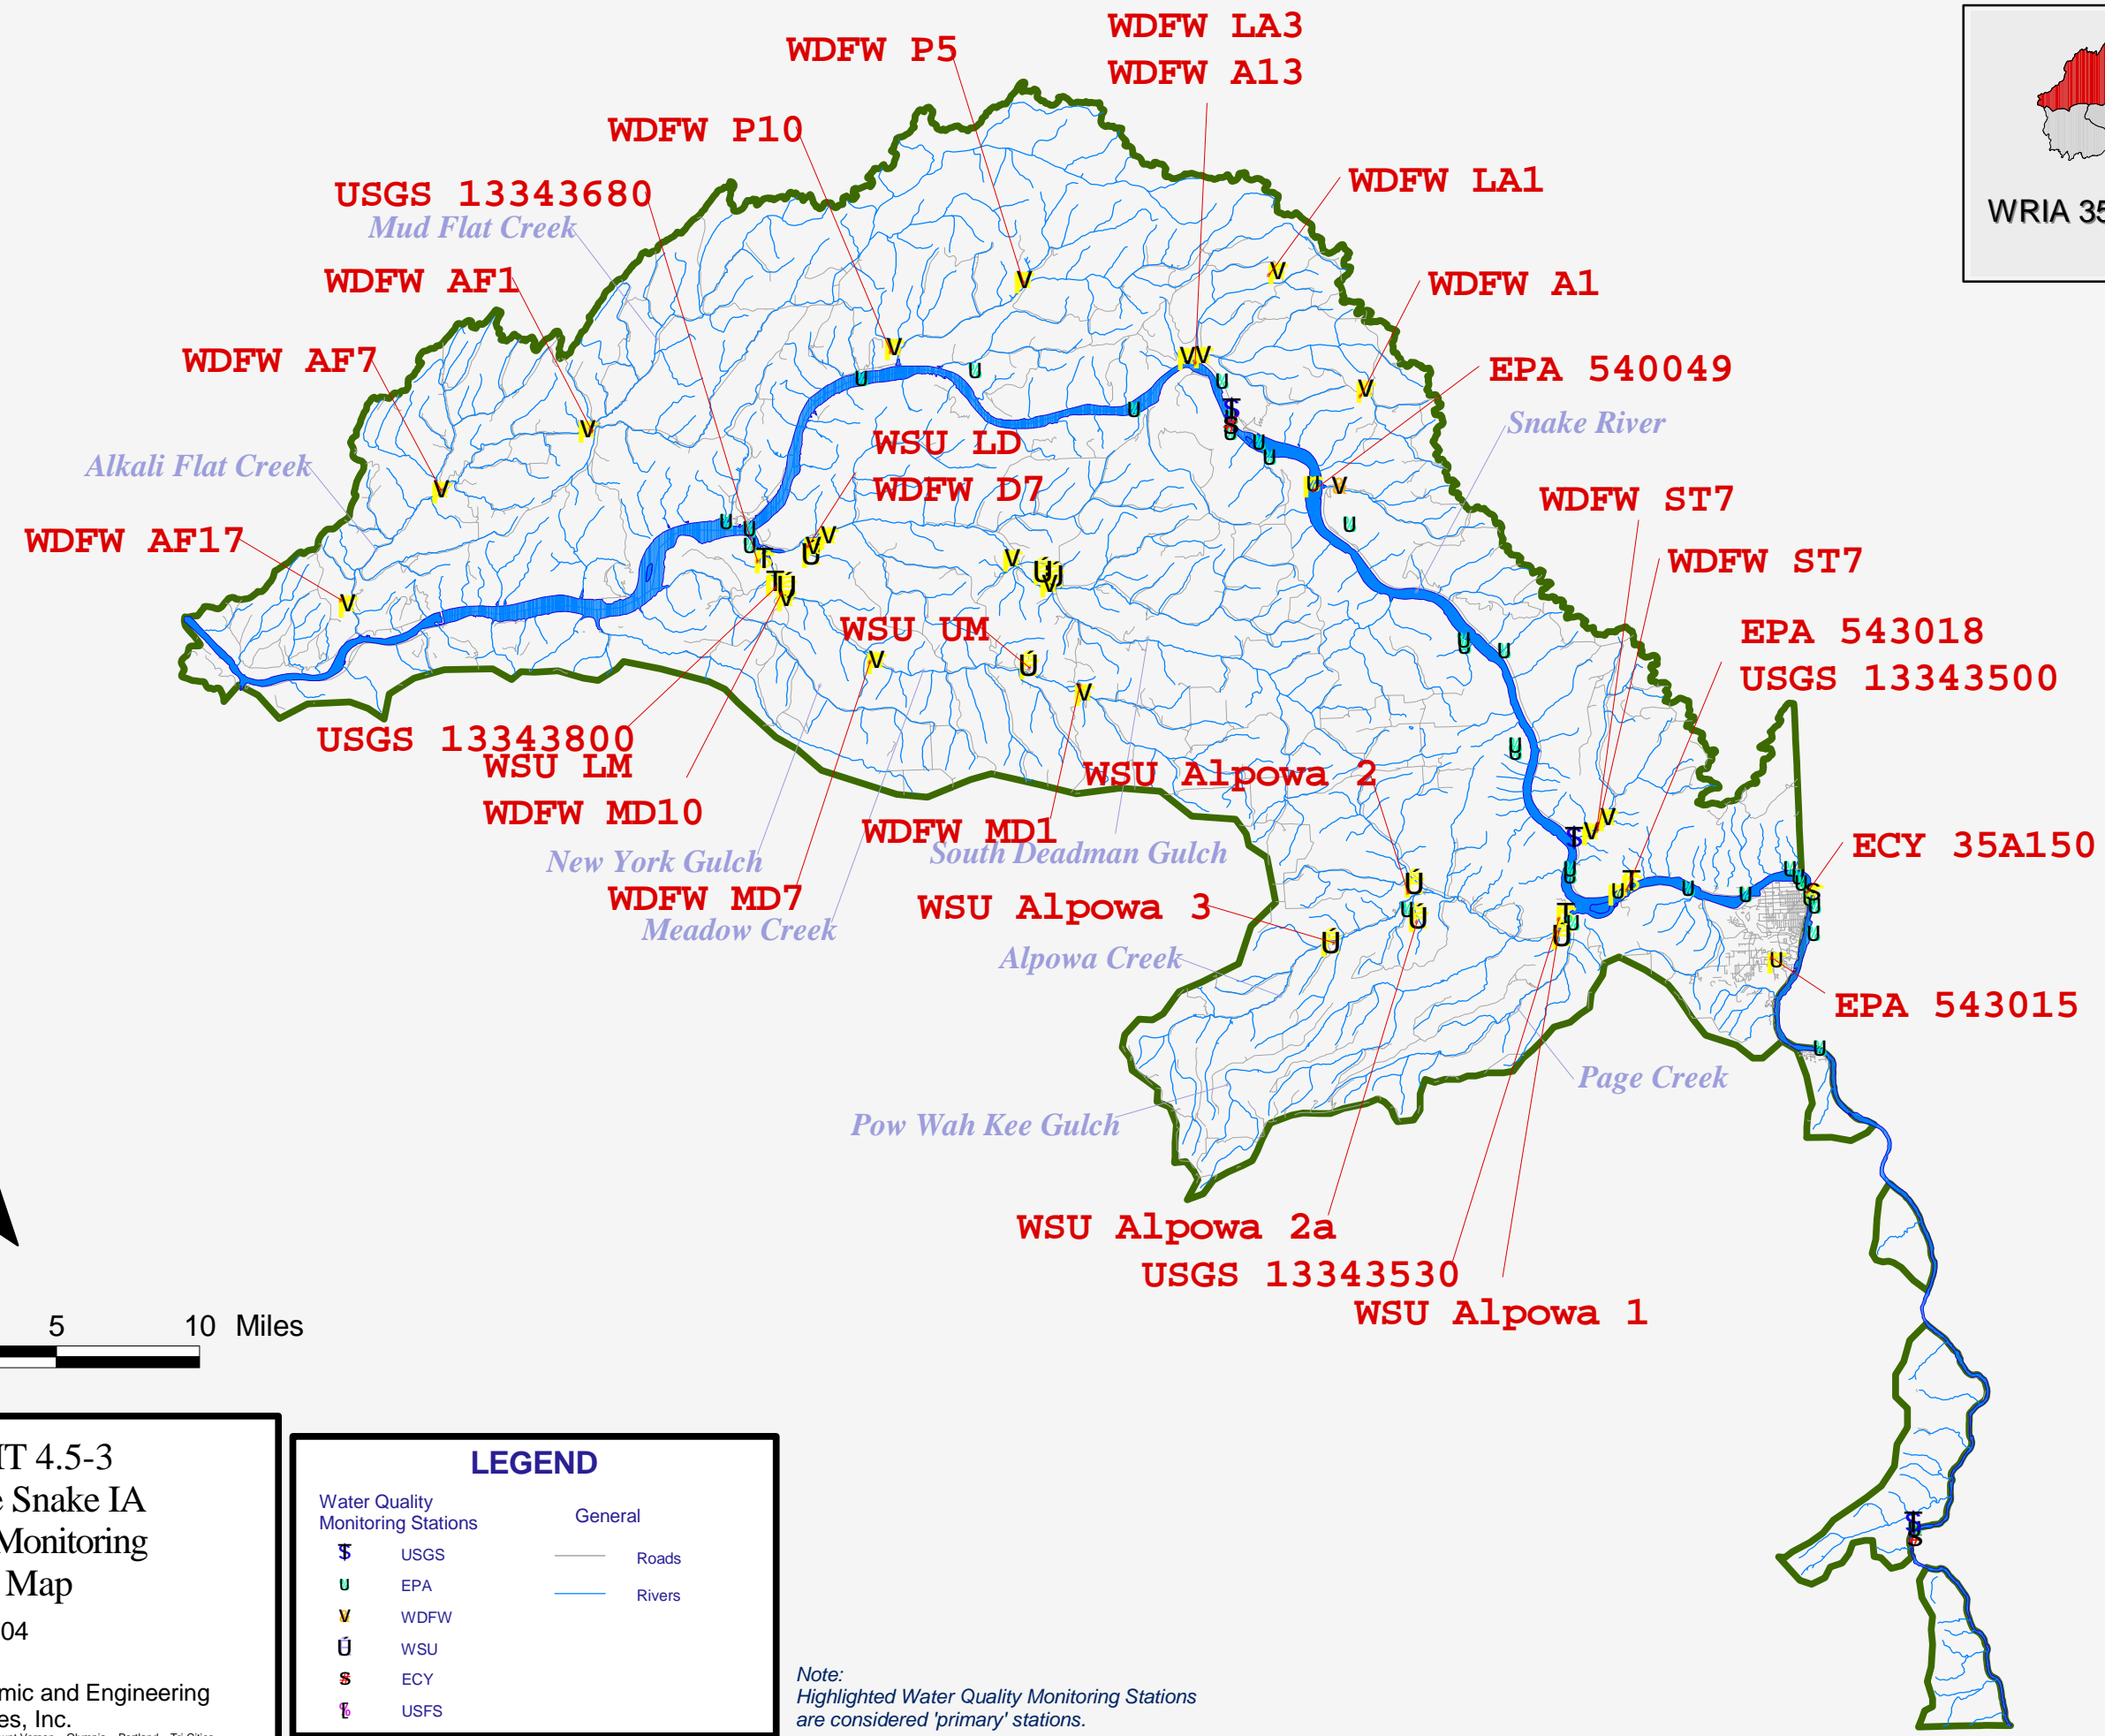 WDFW LA3
WDFW P5
WDFW A13
WDFW P10
WDFW LA1
USGS 13343680
Mud Flat Creek
WRIA 35
WDFW AF1
WDFW A1
WDFW AF7
EPA 540049
Snake River
WSU LD
Alkali Flat Creek
WDFW D7
WDFW ST7
WDFW AF17
WDFW ST7
WSU UM
EPA 543018
USGS 13343500
USGS 13343800
WSU LM
WSU Alpowa 2
WDFW MD10
WDFW MD1
ECY 35A150
New York Gulch
South Deadman Gulch
WDFW MD7
WSU Alpowa 3
Meadow Creek
Alpowa Creek
EPA 543015
Page Creek
Pow Wah Kee Gulch
WSU Alpowa 2a
USGS 13343530
WSU Alpowa 1
5 10 Miles
IT 4.5-3
e Snake IA
Monitoring
Map
04
mic and Engineering
es, Inc.
LEGEND
Water Quality
Monitoring Stations
General
USGS
Roads
EPA
Rivers
WDFW
WSU
ECY
USFS
Note:
Highlighted Water Quality Monitoring Stations
are considered 'primary' stations.